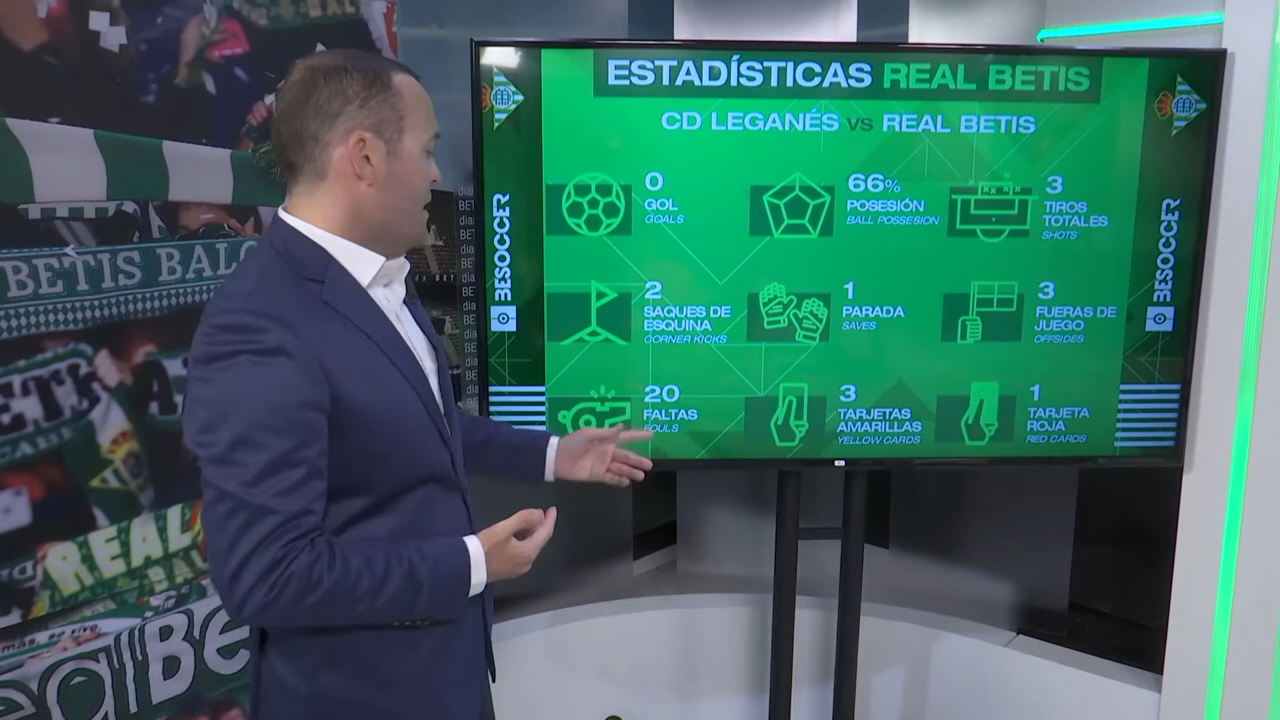 ESTADÍSTICAS REAL BETIS
CD LEGANÉS VS REAL BETIS
0
GOL
GOALS
66%
POSESIÓN
BALL POSSESION
3
TIROS
TOTALES
SHOTS
2
SAQUES DE
ESQUINA
CORNER KICKS
1
PARADA
SAVES
3
FUERAS DE
JUEGO
OFFSIDES
20
FALTAS
FOULS
3
TARJETAS
AMARILLAS
YELLOW CARDS
1
TARJETA
ROJA
RED CARDS
BESOCCER
BESOCCER
BETIS
REAL